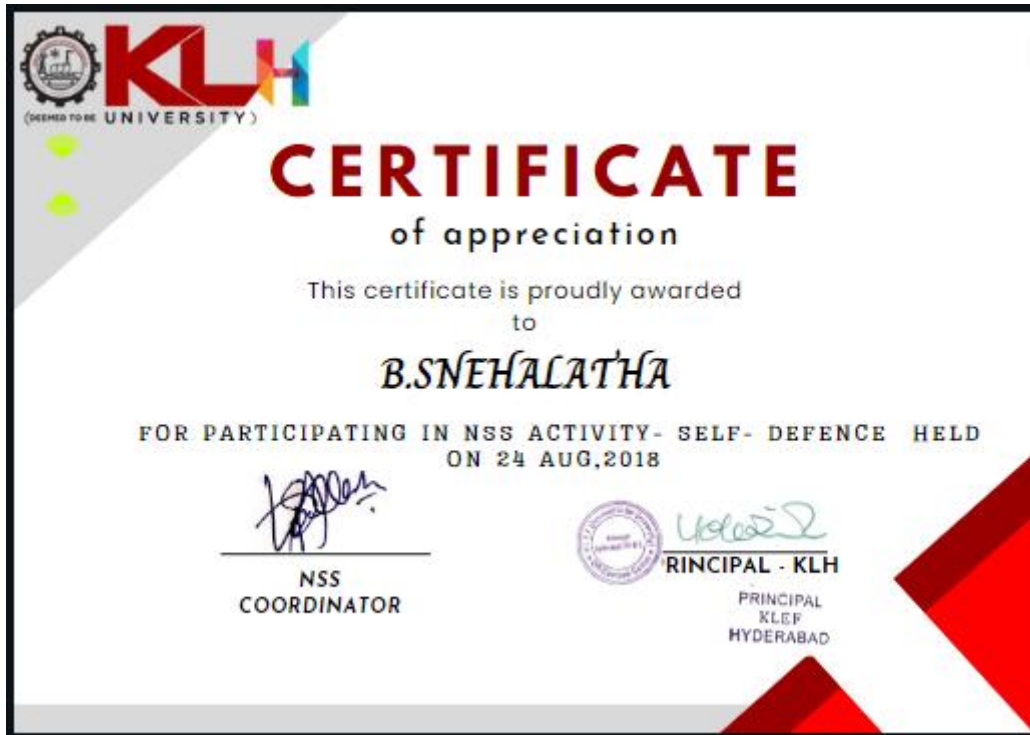 KLH
(DEEMED TO BE UNIVERSITY)
CERTIFICATE
of appreciation
This certificate is proudly awarded
to
B.SNEHALATHA
FOR PARTICIPATING IN NSS ACTIVITY- SELF- DEFENCE HELD
ON 24 AUG,2018
NSS
COORDINATOR
RINCIPAL - KLH
PRINCIPAL
KLEF
HYDERABAD